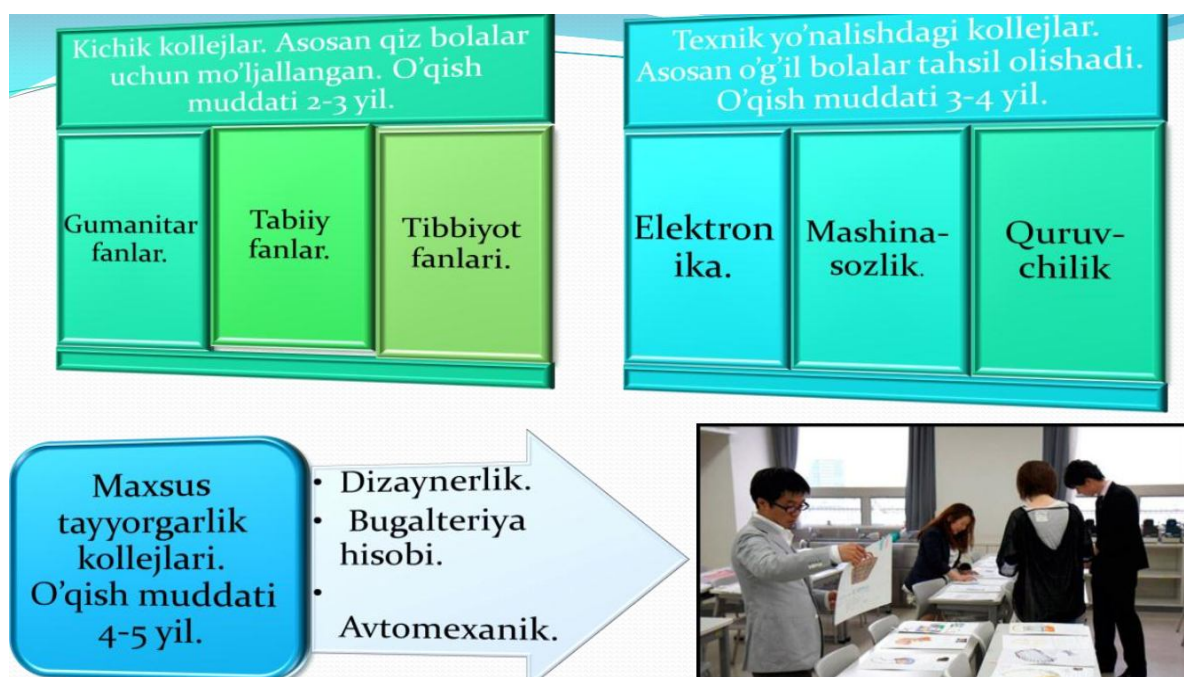 Kichik kollejlar. Asosan qiz bolalar
uchun mo'ljallangan. O'qish
muddati 2-3 yil.
Gumanitar
fanlar.
Tabiiy
fanlar.
Tibbiyot
fanlari.
Texnik yo'nalishdagi kollejlar.
Asosan o'g'il bolalar tahsil olishadi.
O'qish muddati 3-4 yil.
Elektron
ika.
Mashina-
sozlik.
Quruv-
chilik
Maxsus
tayyorgarlik
kollejlari.
O'qish muddati
4-5 yil.
• Dizaynerlik.
• Bugalteriya
hisobi.
•
Avtomexanik.